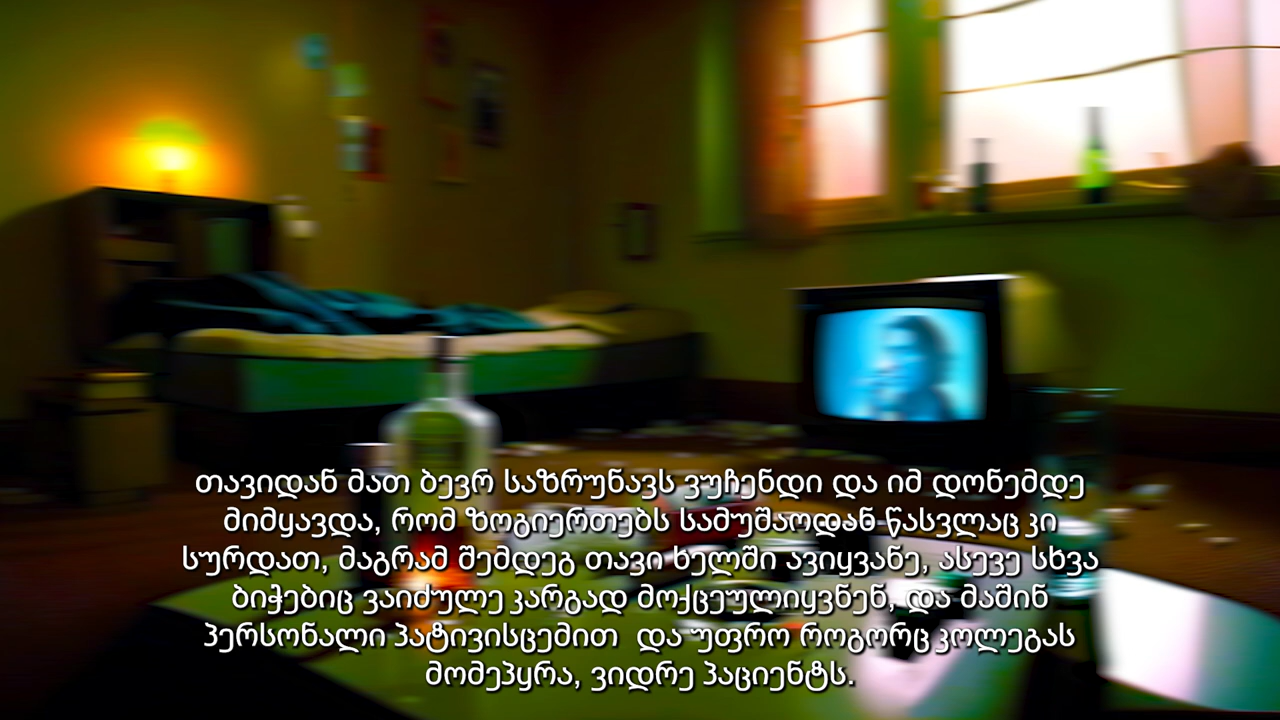 თავიდან მათ ბევრ საზრუნავს ვუჩენდი და იმ დონემდე
მიმყავდა, რომ ზოგიერთებს სამუშაოდან წასვლაც კი
სურდათ, მაგრამ შემდეგ თავი ხელში ავიყვანე, ასევე სხვა
ბიჭებიც ვაიძულე კარგად მოქცეულიყვნენ, და მაშინ
პერსონალი პატივისცემით  და უფრო როგორც კოლეგას
მომეპყრა, ვიდრე პაციენტს.